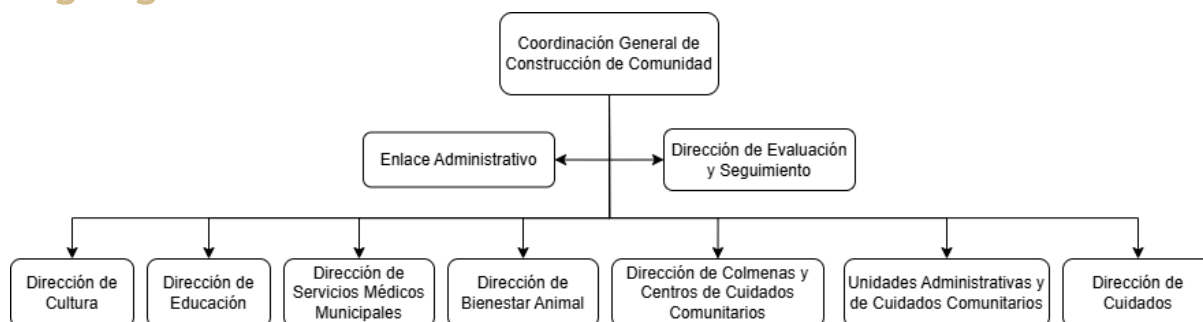 Coordinación General de
Construcción de Comunidad
Enlace Administrativo
Dirección de Evaluación
y Seguimiento
Dirección de
Cultura
Dirección de
Educación
Dirección de
Servicios Médicos
Municipales
Dirección de
Bienestar Animal
Dirección de Colmenas y
Centros de Cuidados
Comunitarios
Unidades Administrativas y
de Cuidados Comunitarios
Dirección de
Cuidados